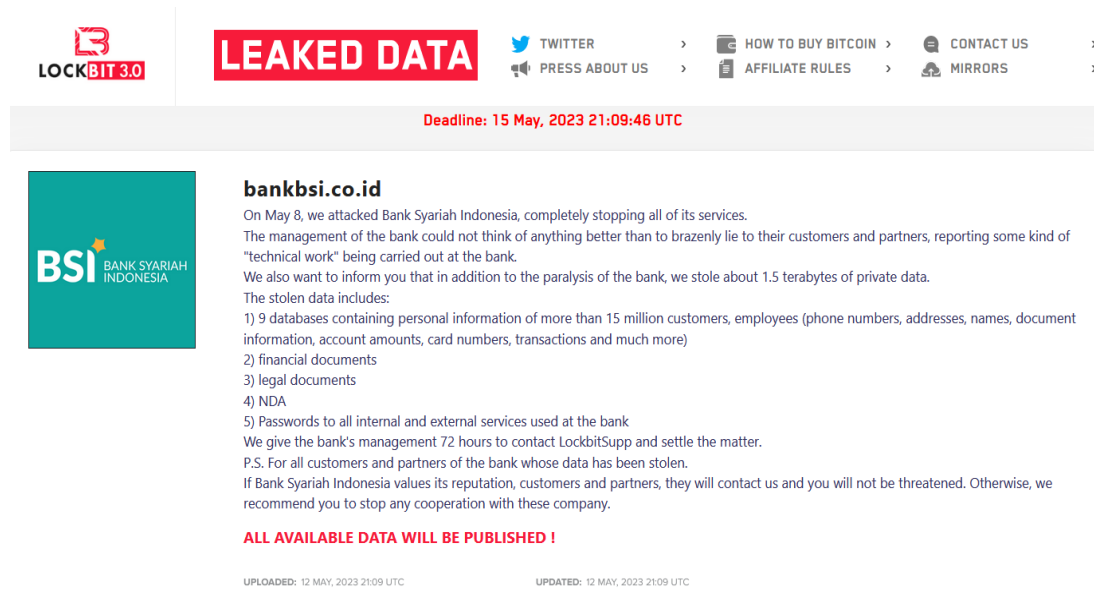 LOCKBIT 3.0
LEAKED DATA
TWITTER >
PRESS ABOUT US >
HOW TO BUY BITCOIN >
AFFILIATE RULES >
CONTACT US >
MIRRORS >
Deadline: 15 May, 2023 21:09:46 UTC
BSI BANK SYARIAH
INDONESIA
bankbsi.co.id
On May 8, we attacked Bank Syariah Indonesia, completely stopping all of its services.
The management of the bank could not think of anything better than to brazenly lie to their customers and partners, reporting some kind of
"technical work" being carried out at the bank.
We also want to inform you that in addition to the paralysis of the bank, we stole about 1.5 terabytes of private data.
The stolen data includes:
1) 9 databases containing personal information of more than 15 million customers, employees (phone numbers, addresses, names, document
information, account amounts, card numbers, transactions and much more)
2) financial documents
3) legal documents
4) NDA
5) Passwords to all internal and external services used at the bank
We give the bank's management 72 hours to contact LockbitSupp and settle the matter.
P.S. For all customers and partners of the bank whose data has been stolen.
If Bank Syariah Indonesia values its reputation, customers and partners, they will contact us and you will not be threatened. Otherwise, we
recommend you to stop any cooperation with these company.
ALL AVAILABLE DATA WILL BE PUBLISHED !
UPLOADED: 12 MAY, 2023 21:09 UTC
UPDATED: 12 MAY, 2023 21:09 UTC